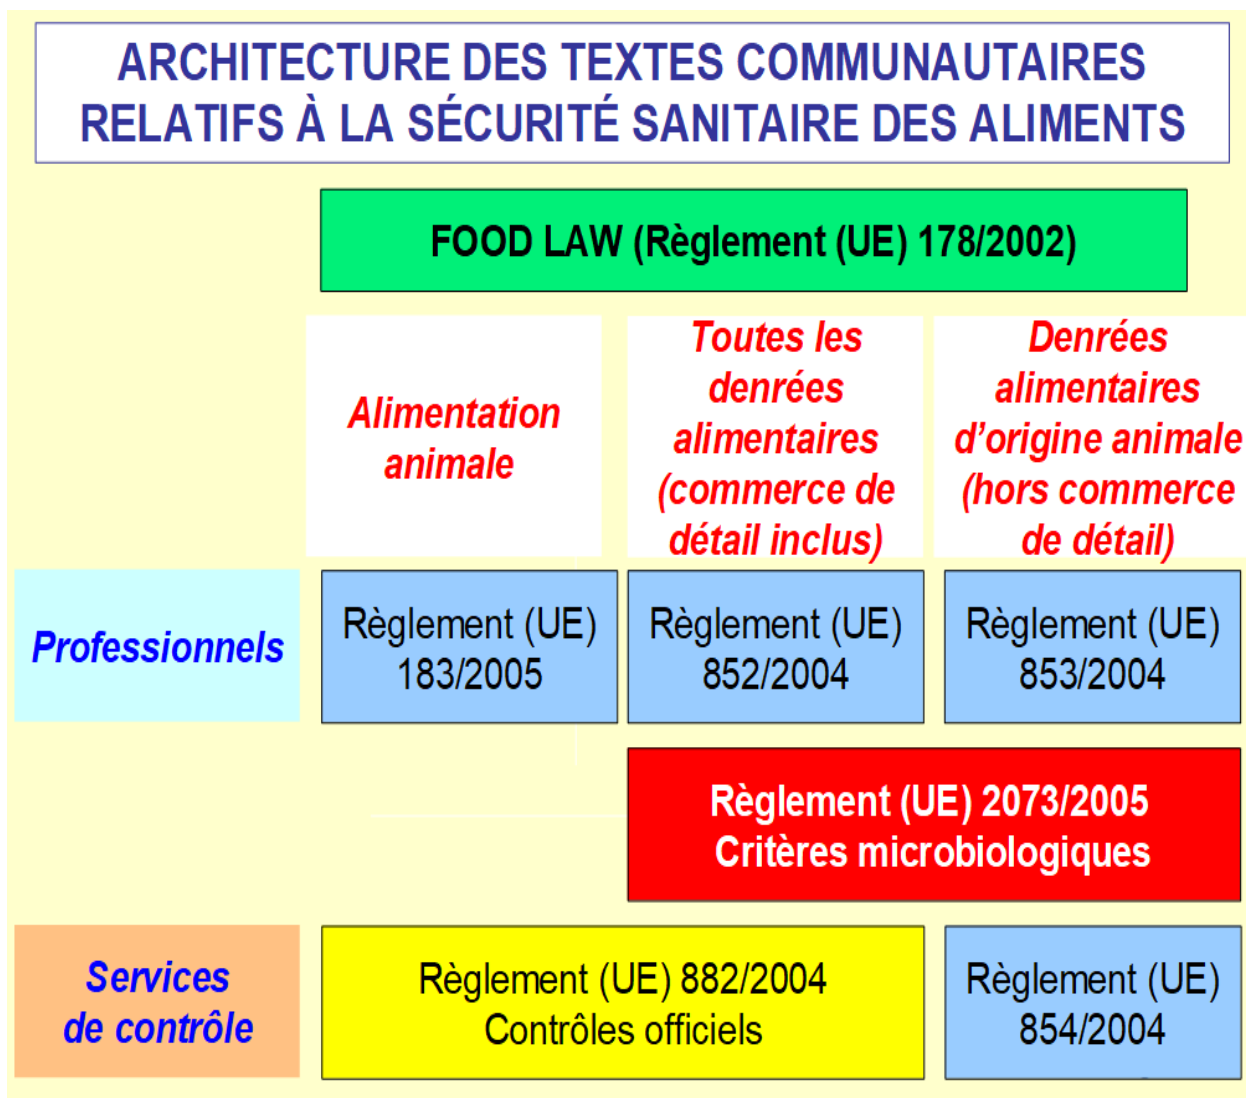 ARCHITECTURE DES TEXTES COMMUNAUTAIRES
RELATIFS À LA SÉCURITÉ SANITAIRE DES ALIMENTS
FOOD LAW (Règlement (UE) 178/2002)
Alimentation
animale
Toutes les
denrées
alimentaires
(commerce de
détail inclus)
Denrées
alimentaires
d’origine animale
(hors commerce
de détail)
Professionnels
Règlement (UE)
183/2005
Règlement (UE)
852/2004
Règlement (UE)
853/2004
Règlement (UE) 2073/2005
Critères microbiologiques
Services
de contrôle
Règlement (UE) 882/2004
Contrôles officiels
Règlement (UE)
854/2004